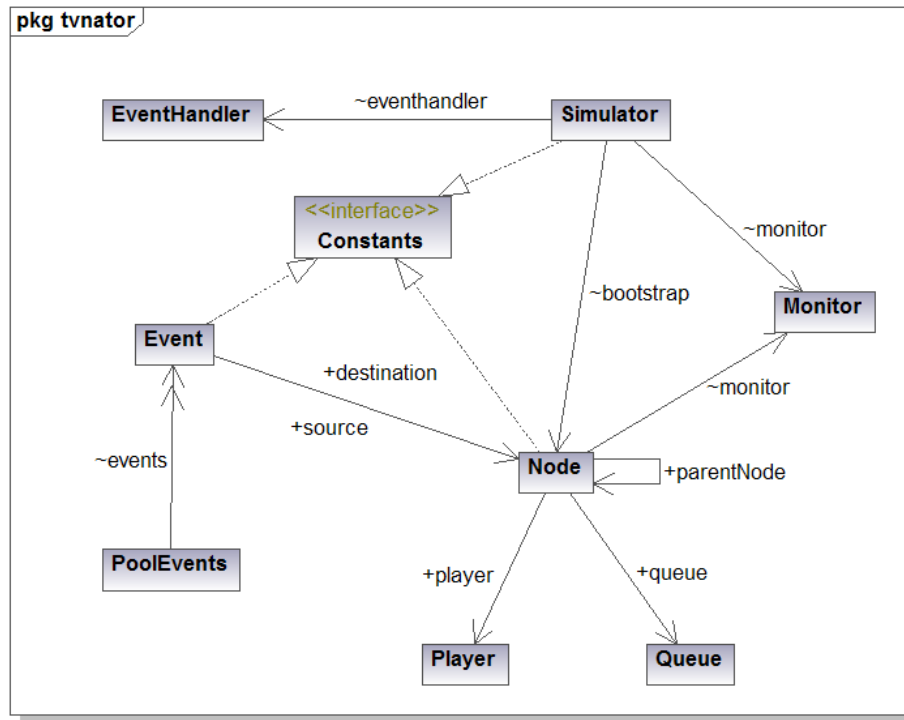 pkg tvnator
~eventhandler
EventHandler
Simulator
<<interface>>
Constants
~monitor
~bootstrap
Monitor
Event
+destination
~monitor
+source
~events
Node
+parentNode
PoolEvents
+player
+queue
Player
Queue